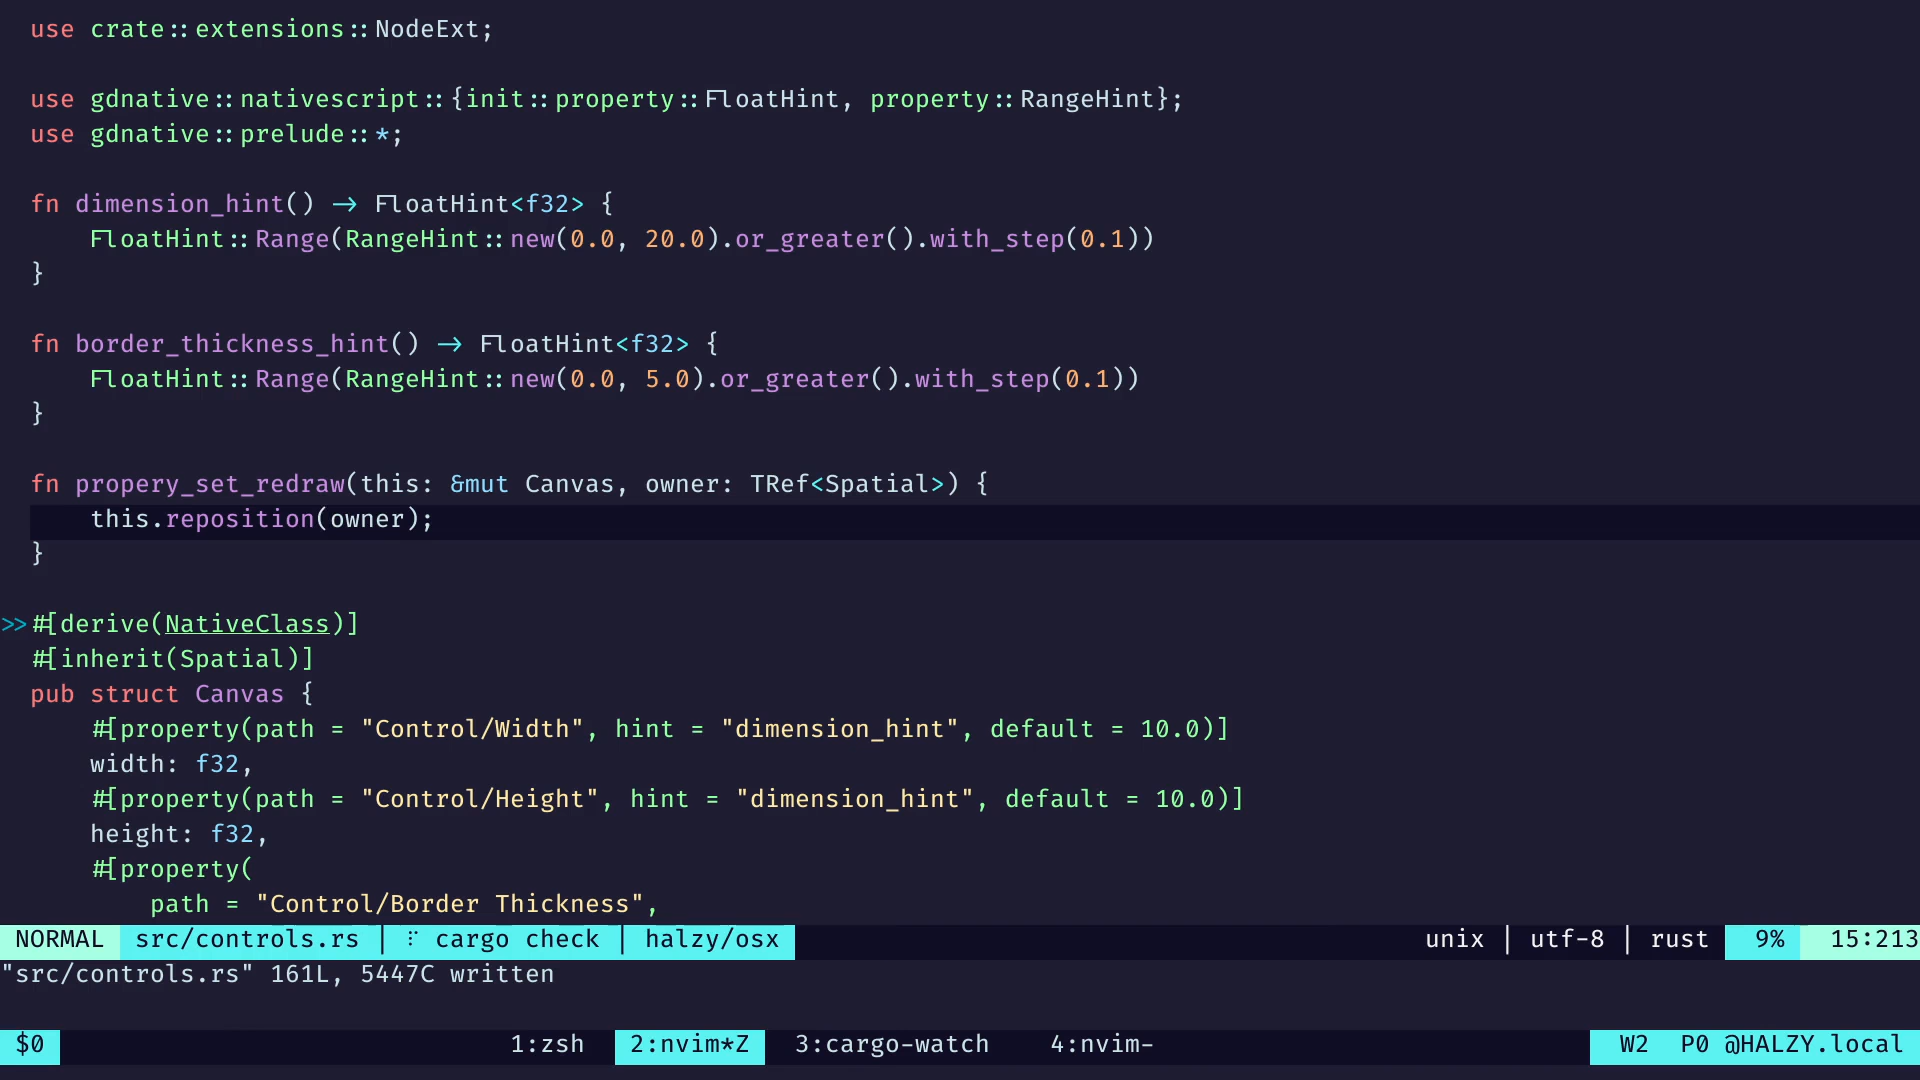 use crate::extensions::NodeExt;

use gdnative::nativescript::{init::property::FloatHint, property::RangeHint};
use gdnative::prelude::*;

fn dimension_hint() -> FloatHint<f32> {
    FloatHint::Range(RangeHint::new(0.0, 20.0).or_greater().with_step(0.1))
}

fn border_thickness_hint() -> FloatHint<f32> {
    FloatHint::Range(RangeHint::new(0.0, 5.0).or_greater().with_step(0.1))
}

fn propery_set_redraw(this: &mut Canvas, owner: TRef<Spatial>) {
    this.reposition(owner);
}

>>#[derive(NativeClass)]
#[inherit(Spatial)]
pub struct Canvas {
    #[property(path = "Control/Width", hint = "dimension_hint", default = 10.0)]
    width: f32,
    #[property(path = "Control/Height", hint = "dimension_hint", default = 10.0)]
    height: f32,
    #[property(
        path = "Control/Border Thickness",
NORMAL src/controls.rs | ⠏ cargo check | halzy/osx unix | utf-8 | rust 9% 15:213
"src/controls.rs" 161L, 5447C written
$0 1:zsh 2:nvim*Z 3:cargo-watch 4:nvim- W2 P0 @HALZY.local